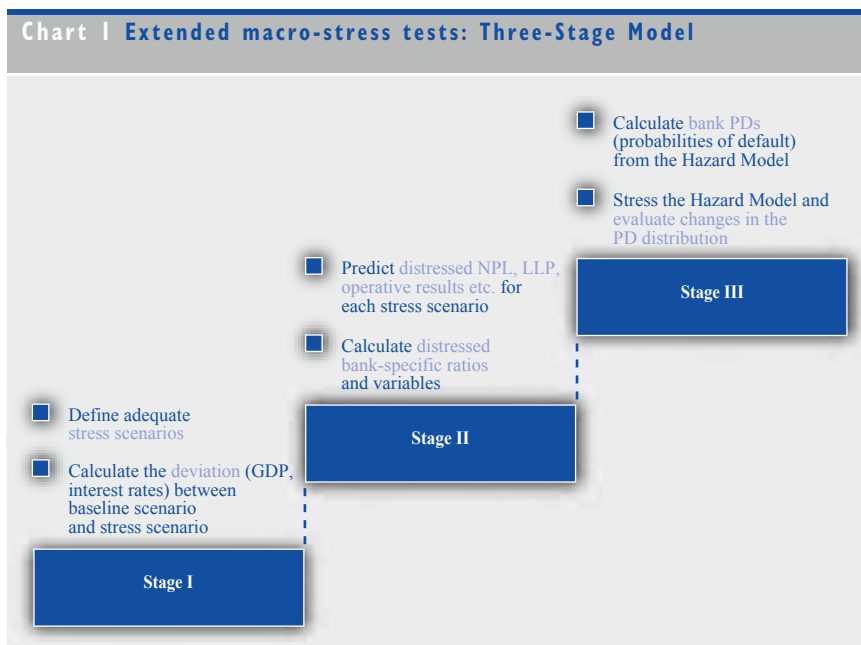 Chart 1 Extended macro-stress tests: Three-Stage Model
Calculate bank PDs
(probabilities of default)
from the Hazard Model
Stress the Hazard Model and
evaluate changes in the
PD distribution
Stage III
Predict distressed NPL, LLP,
operative results etc. for
each stress scenario
Calculate distressed
bank-specific ratios
and variables
Stage II
Define adequate
stress scenarios
Calculate the deviation (GDP,
interest rates) between
baseline scenario
and stress scenario
Stage I